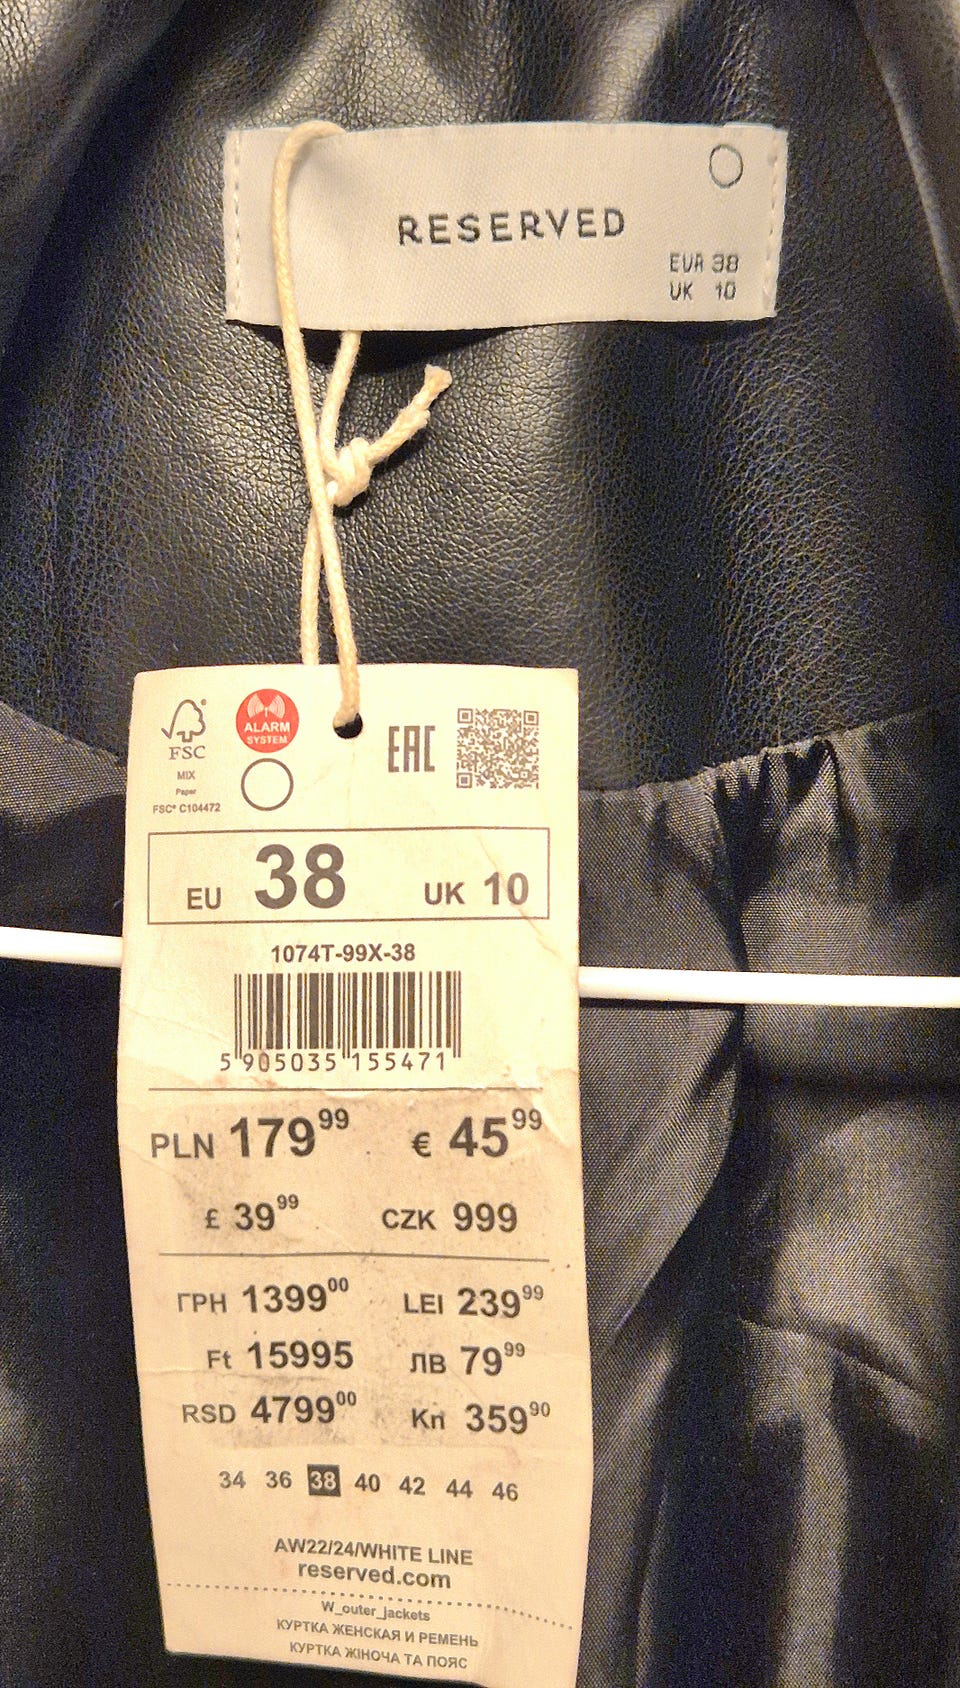 RESERVED
EUR 38
UK 10
FSC
MIX
Paper
FSC® C104472
ALARM
SYSTEM
EAC
EU 38 UK 10
1074T-99X-38
5 905035 155471
PLN 179⁹⁹ € 45⁹⁹
£ 39⁹⁹ CZK 999
ГРН 1399⁰⁰ LEI 239⁹⁹
Ft 15995 ЛВ 79⁹⁹
RSD 4799⁰⁰ Kn 359⁹⁰
34 36 38 40 42 44 46
AW22/24/WHITE LINE
reserved.com
W_outer_jackets
КУРТКА ЖЕНСКАЯ И РЕМЕНЬ
КУРТКА ЖІНОЧА ТА ПОЯС